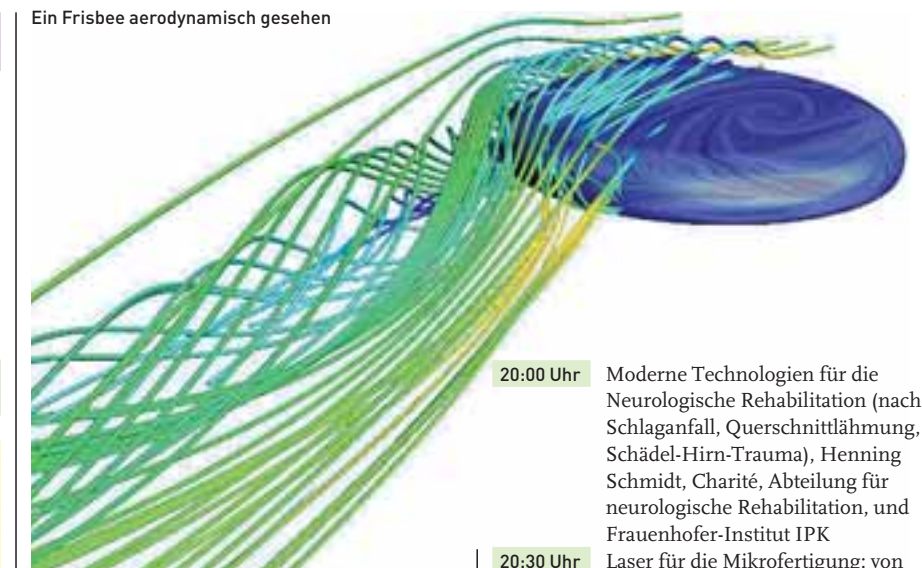 Ein Frisbee aerodynamisch gesehen
20:00 Uhr Moderne Technologien für die
Neurologische Rehabilitation (nach
Schlaganfall, Querschnittlähmung,
Schädel-Hirn-Trauma), Henning
Schmidt, Charité, Abteilung für
neurologische Rehabilitation, und
Frauenhofer-Institut IPK
20:30 Uhr Laser für die Mikrofertigung: von